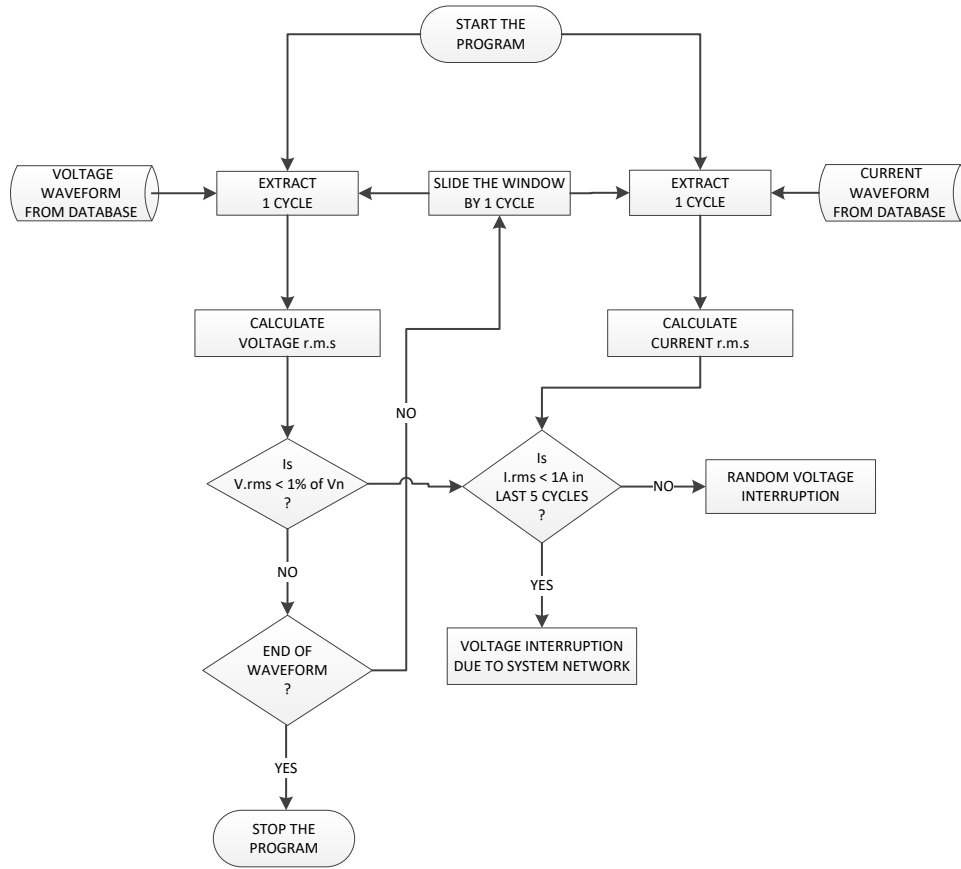 START THE
PROGRAM
VOLTAGE
WAVEFORM
FROM DATABASE
EXTRACT
1 CYCLE
SLIDE THE WINDOW
BY 1 CYCLE
EXTRACT
1 CYCLE
CURRENT
WAVEFORM
FROM DATABASE
CALCULATE
VOLTAGE r.m.s
CALCULATE
CURRENT r.m.s
NO
Is
V.rms < 1% of Vn
?
Is
I.rms < 1A in
LAST 5 CYCLES
?
NO
RANDOM VOLTAGE
INTERRUPTION
NO
YES
END OF
WAVEFORM
?
VOLTAGE INTERRUPTION
DUE TO SYSTEM NETWORK
YES
STOP THE
PROGRAM